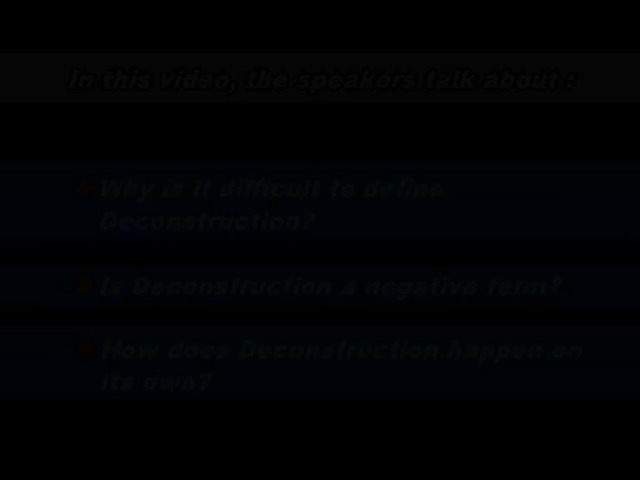 In this video, the speakers talk about :
Why is it difficult to define
Deconstruction?
Is Deconstruction a negative term?
How does Deconstruction happen on
its own?